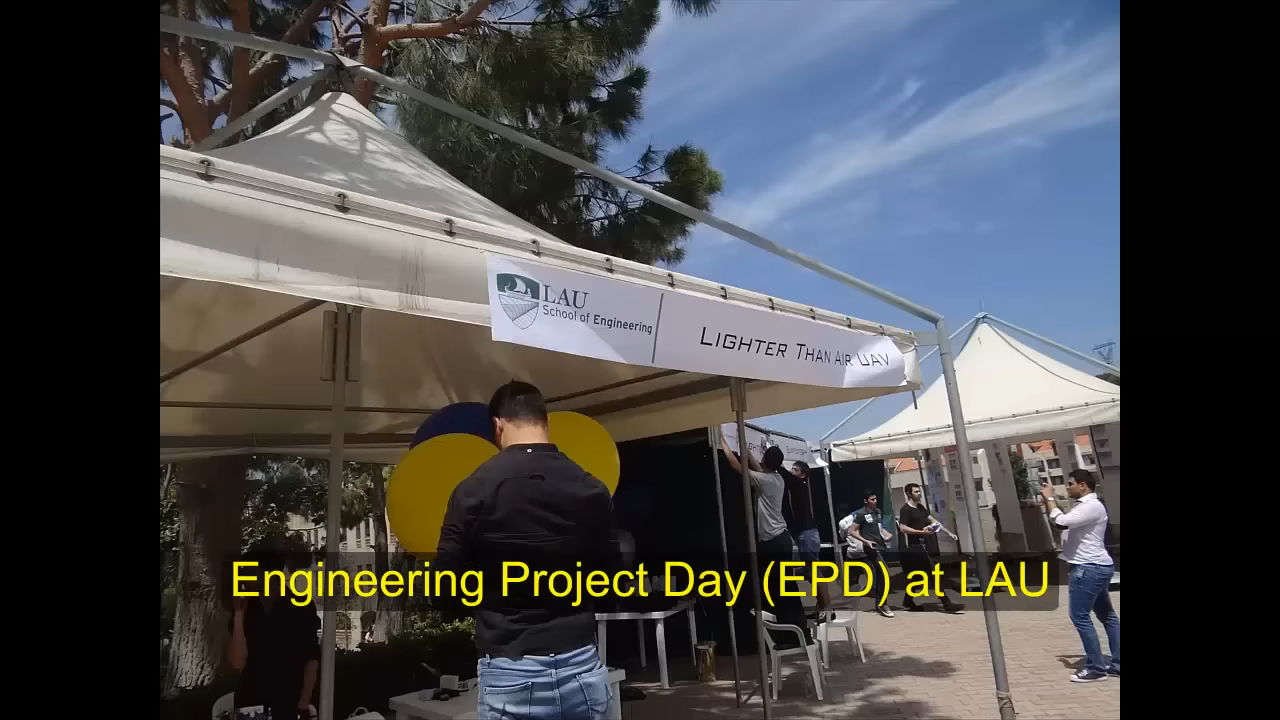 LAU
School of Engineering
LIGHTER THAN AIR UAV
Engineering Project Day (EPD) at LAU